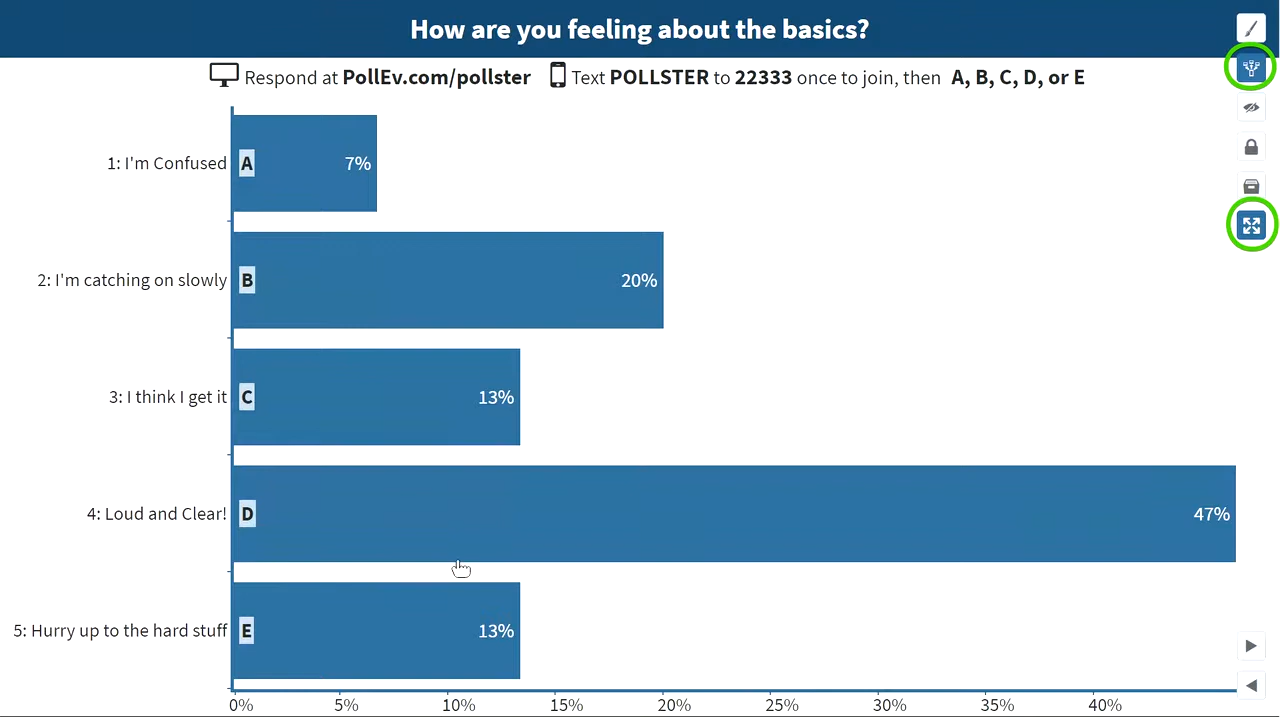 How are you feeling about the basics?
Respond at PollEv.com/pollster Text POLLSTER to 22333 once to join, then A, B, C, D, or E
1: I'm Confused A 7%
2: I'm catching on slowly B 20%
3: I think I get it C 13%
4: Loud and Clear! D 47%
5: Hurry up to the hard stuff E 13%
0% 5% 10% 15% 20% 25% 30% 35% 40%